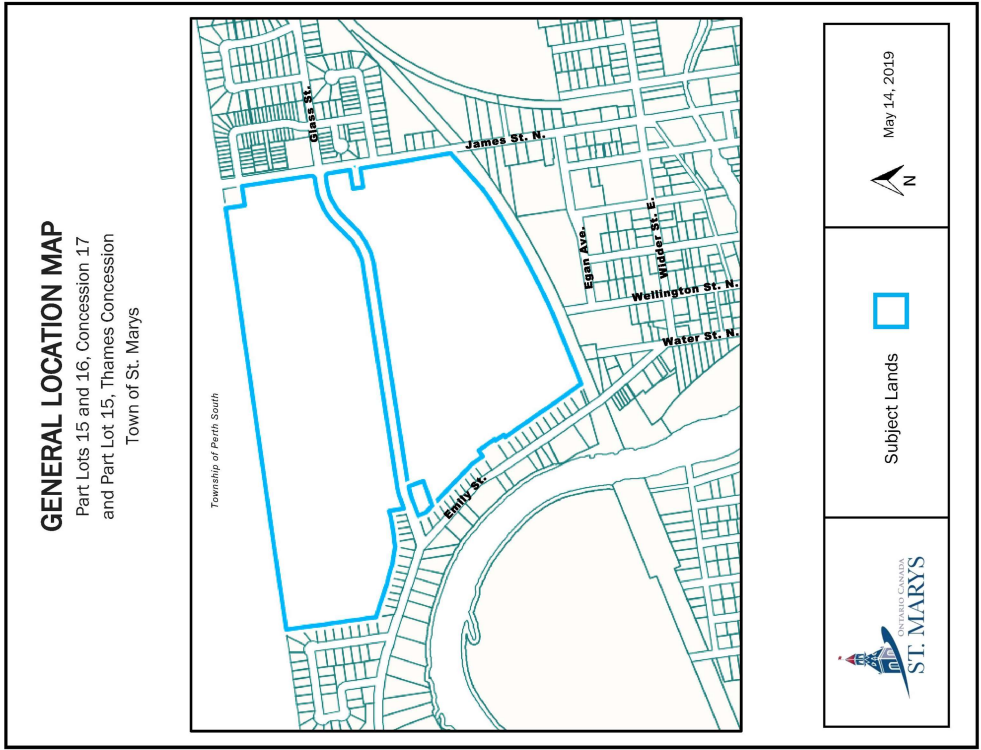 GENERAL LOCATION MAP
Part Lots 15 and 16, Concession 17
and Part Lot 15, Thames Concession
Town of St. Marys
Township of Perth South
Glass St.
James St. N.
Egan Ave.
Widder St. E.
Wellington St. N.
Water St. N.
Emily St.
ONTARIO CANADA
ST. MARYS
Subject Lands
N
May 14, 2019